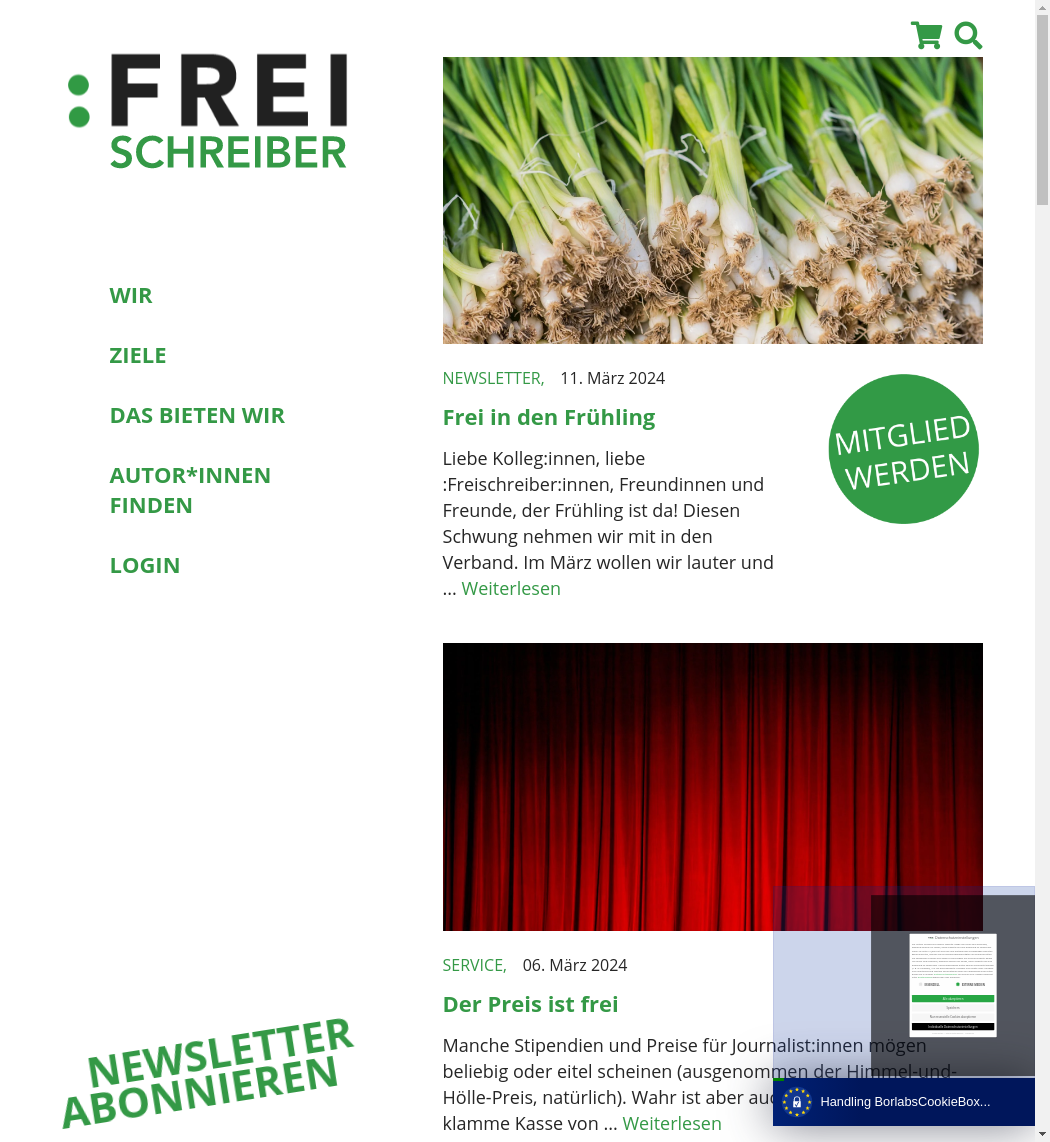 :FREI
SCHREIBER
WIR
ZIELE
DAS BIETEN WIR
AUTOR*INNEN
FINDEN
LOGIN
NEWSLETTER
ABONNIEREN
NEWSLETTER, 11. März 2024
Frei in den Frühling
Liebe Kolleg:innen, liebe
:Freischreiber:innen, Freundinnen und
Freunde, der Frühling ist da! Diesen
Schwung nehmen wir mit in den
Verband. Im März wollen wir lauter und
... Weiterlesen
MITGLIED
WERDEN
SERVICE, 06. März 2024
Der Preis ist frei
Manche Stipendien und Preise für Journalist:innen mögen
beliebig oder eitel scheinen (ausgenommen der Himmel-und-
Hölle-Preis, natürlich). Wahr ist aber
klamme Kasse von ... Weiterlesen
Handling BorlabsCookieBox...